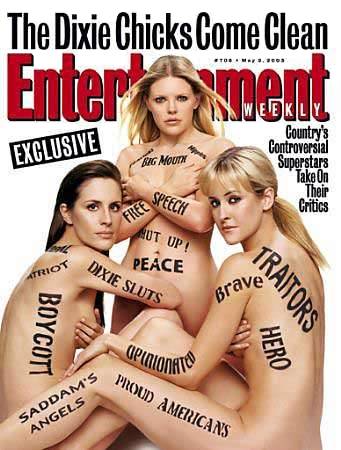 The Dixie Chicks Come Clean
#708 • May 2, 2003
Entertainment
WEEKLY
EXCLUSIVE
Country's
Controversial
Superstars
Take On
Their
Critics
BIG MOUTH
FREE SPEECH
SHUT UP!
PEACE
PATRIOT
DIXIE SLUTS
BOYCOTT
SADDAM'S
ANGELS
Brave
TRAITORS
HERO
OPINIONATED
PROUD AMERICANS